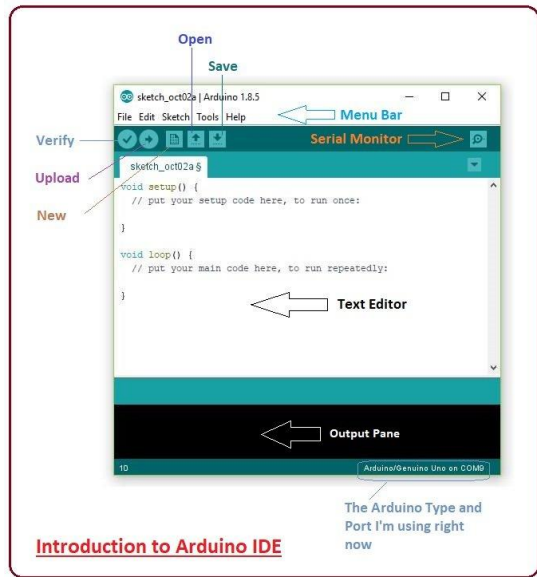 Open
Save
sketch_oct02a | Arduino 1.8.5
File Edit Sketch Tools Help
Menu Bar
Verify
Serial Monitor
Upload
sketch_oct02a §
New
void setup() {
// put your setup code here, to run once:
}
void loop() {
// put your main code here, to run repeatedly:
}
Text Editor
Output Pane
10
Arduino/Genuino Uno on COM9
The Arduino Type and
Port I'm using right
now
Introduction to Arduino IDE